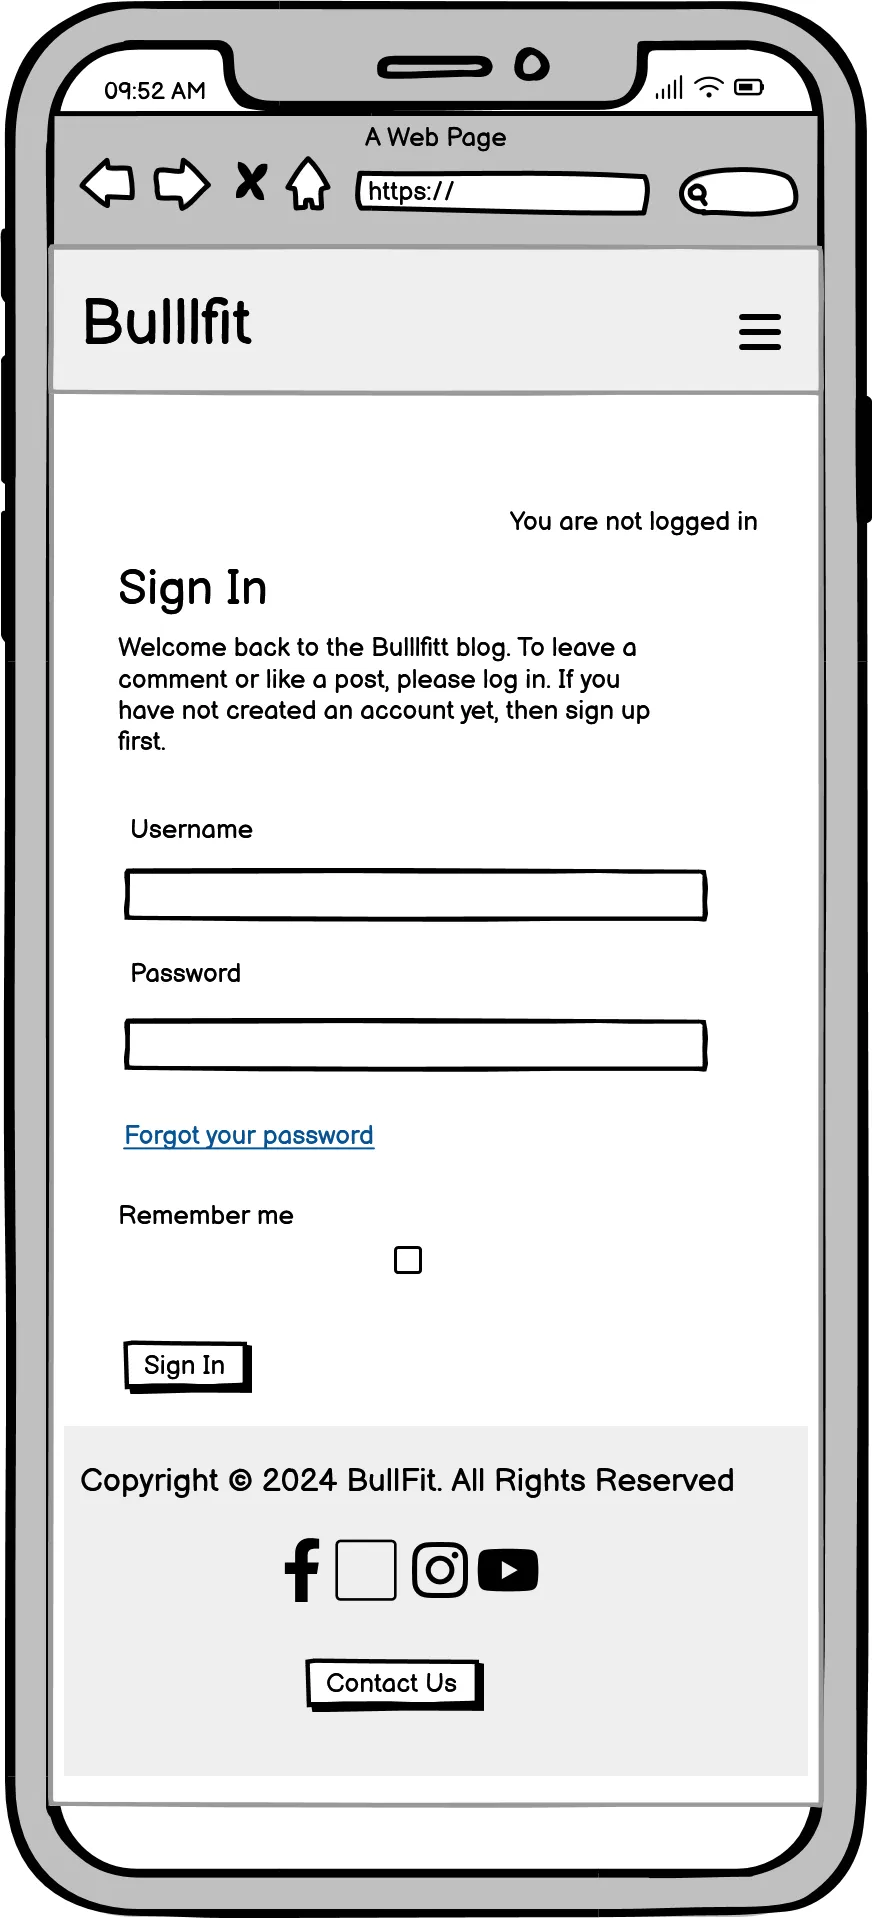 09:52 AM
A Web Page
https://
Bulllfit
You are not logged in
Sign In
Welcome back to the Bulllfitt blog. To leave a
comment or like a post, please log in. If you
have not created an account yet, then sign up
first.
Username
Password
Forgot your password
Remember me
Sign In
Copyright © 2024 BullFit. All Rights Reserved
Contact Us